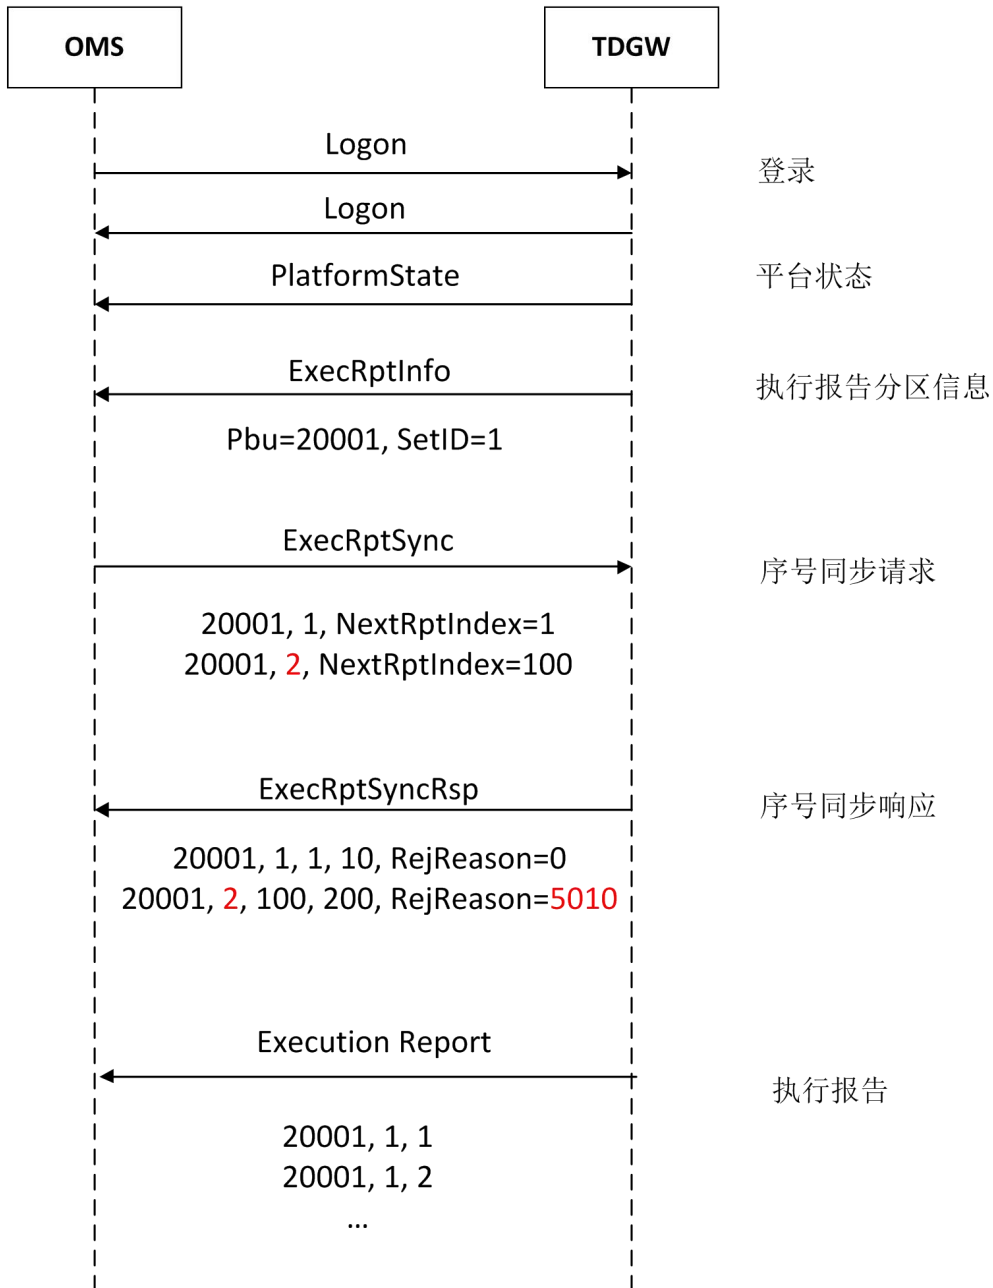 OMS
TDGW
Logon
登录
Logon
PlatformState
平台状态
ExecRptInfo
执行报告分区信息
Pbu=20001, SetID=1
ExecRptSync
序号同步请求
20001, 1, NextRptIndex=1
20001, 2, NextRptIndex=100
ExecRptSyncRsp
序号同步响应
20001, 1, 1, 10, RejReason=0
20001, 2, 100, 200, RejReason=5010
Execution Report
执行报告
20001, 1, 1
20001, 1, 2
...